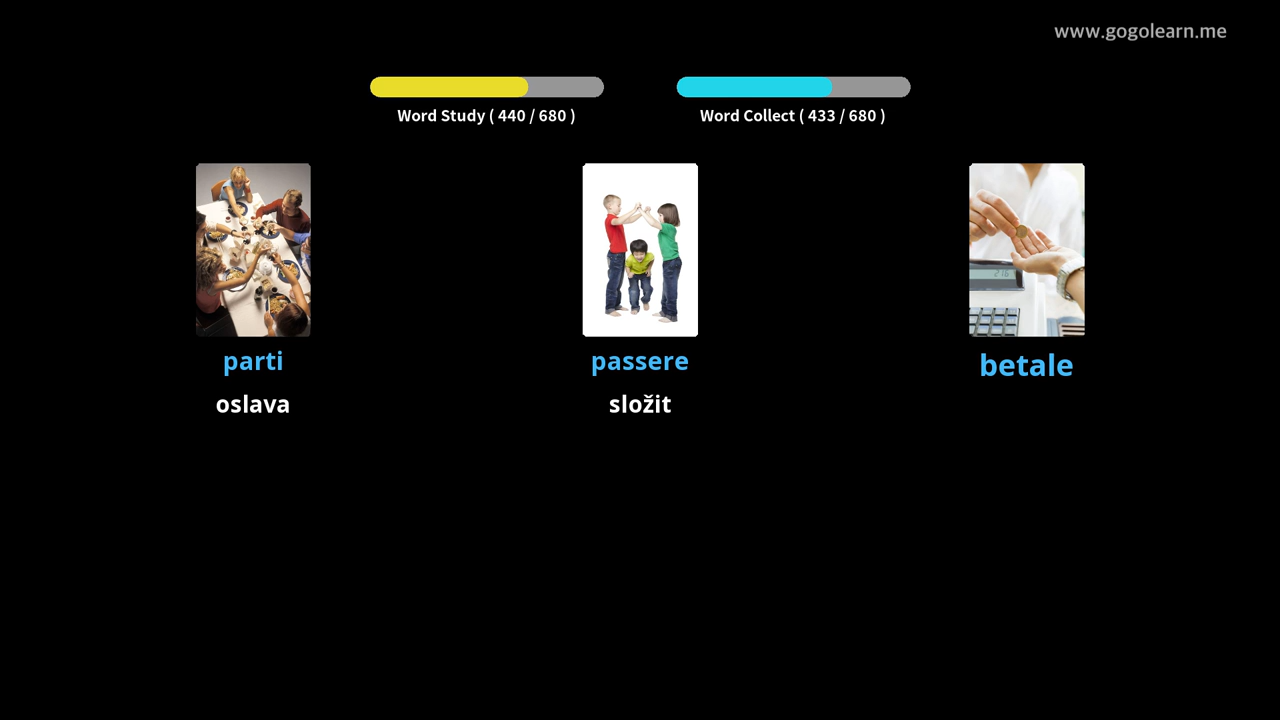 www.gogolearn.me
Word Study ( 440 / 680 )
Word Collect ( 433 / 680 )
parti
passere
betale
oslava
složit